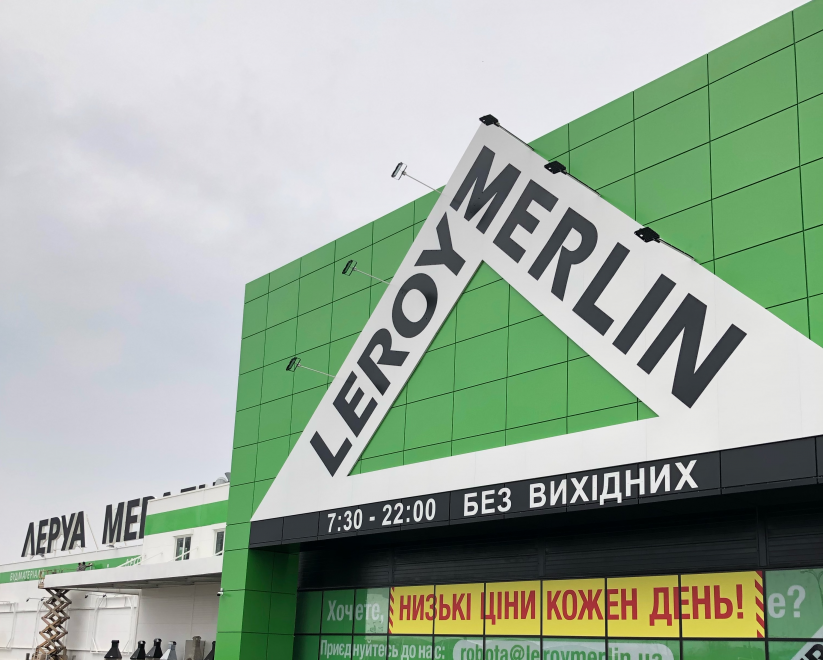 LEROY
MERLIN
7:30 - 22:00 БЕЗ ВИХІДНИХ
ЛЕРУА
НИЗЬКІ ЦІНИ КОЖЕН ДЕНЬ!
Хочете,
е?
Приєднуйтесь до нас: robota@leroymerlin.ua